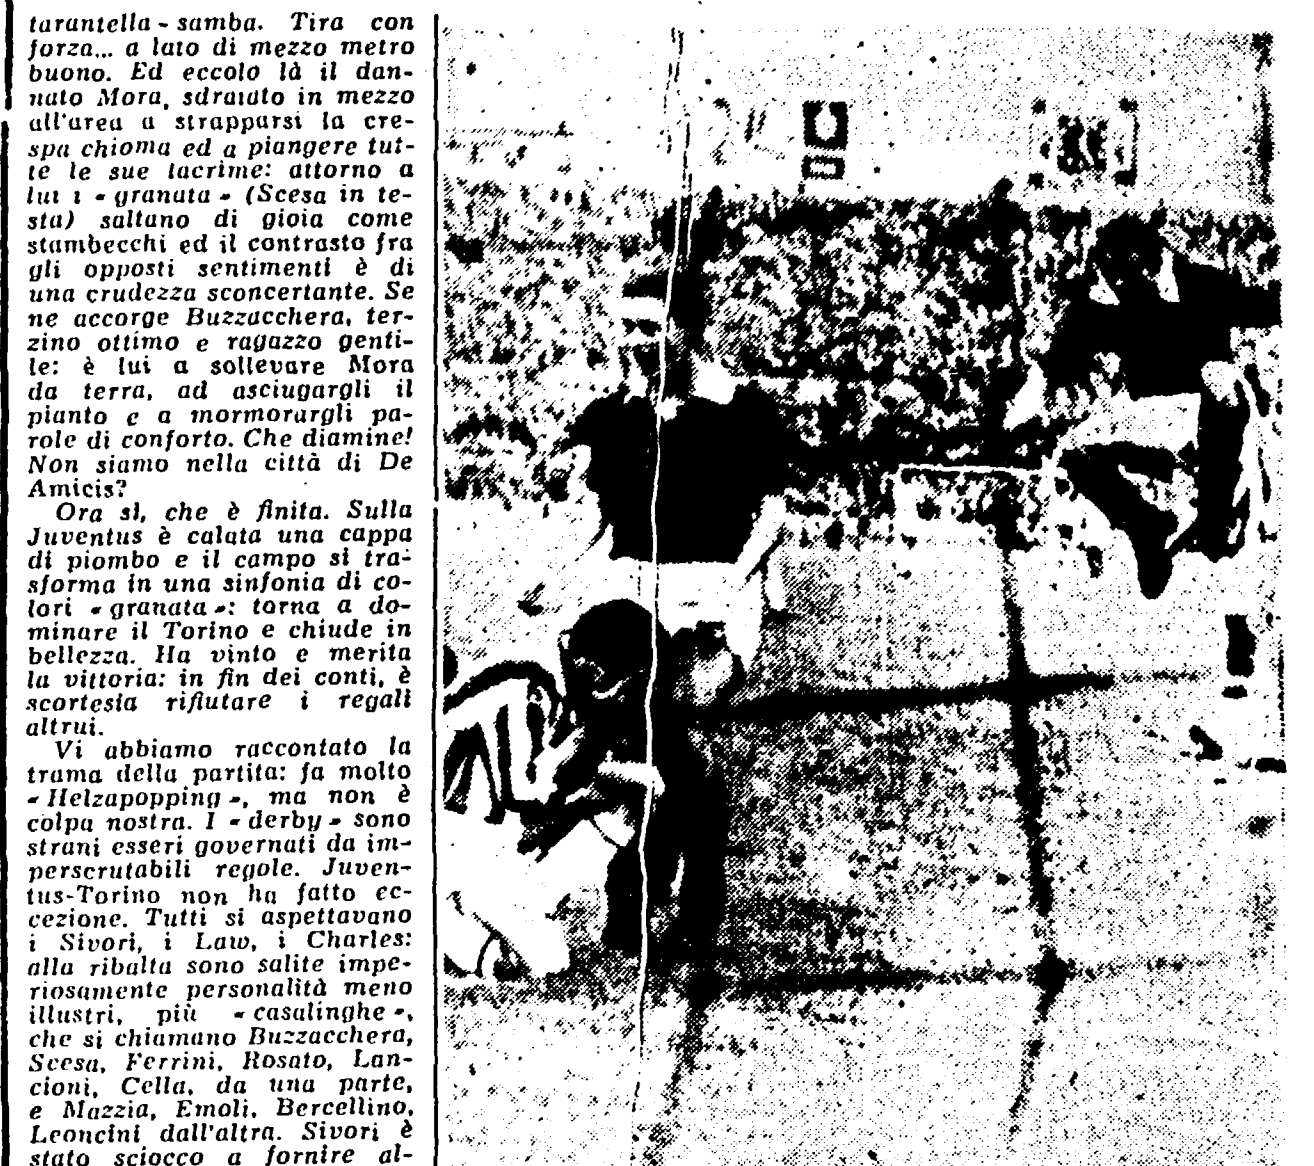 tarantella - samba. Tira con
forza... a lato di mezzo metro
buono. Ed eccolo là il dan-
nato Mora, sdraiato in mezzo
all'area a strapparsi la cre-
spa chioma ed a piangere tut-
te le sue lacrime: attorno a
lui i « granata » (Scesa in te-
sta) saltano di gioia come
stambecchi ed il contrasto fra
gli opposti sentimenti è di
una crudezza sconcertante. Se
ne accorge Buzzacchera, ter-
zino ottimo e ragazzo genti-
le: è lui a sollevare Mora
da terra, ad asciugargli il
pianto e a mormorargli pa-
role di conforto. Che diamine!
Non siamo nella città di De
Amicis?
Ora sì, che è finita. Sulla
Juventus è calata una cappa
di piombo e il campo si tra-
sforma in una sinfonia di co-
lori « granata »: torna a do-
minare il Torino e chiude in
bellezza. Ha vinto e merita
la vittoria: in fin dei conti, è
scortesia rifiutare i regali
altrui.
Vi abbiamo raccontato la
trama della partita: fa molto
« Helzapopping », ma non è
colpa nostra. I « derby » sono
strani esseri governati da im-
perscrutabili regole. Juven-
tus-Torino non ha fatto ec-
cezione. Tutti si aspettavano
i Sivori, i Law, i Charles:
alla ribalta sono salite impe-
riosamente personalità meno
illustri, più « casalinghe »,
che si chiamano Buzzacchera,
Scesa, Ferrini, Rosato, Lan-
cioni, Cella, da una parte,
e Mazzia, Emoli, Bercellino,
Leoncini dall'altra. Sivori è
stato sciocco a fornire al-